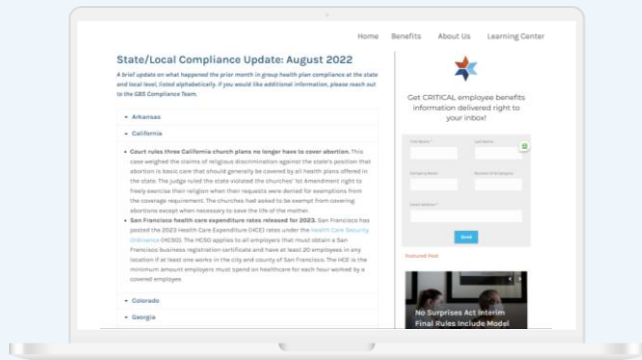 Home Benefits About Us Learning Center
State/Local Compliance Update: August 2022
A brief update on what happened the prior month in group health plan compliance at the state
and local level, listed alphabetically. If you would like additional information, please reach out
to the GBS Compliance Team.
Arkansas
California
Court rules three California church plans no longer have to cover abortion. This
case weighed the claims of religious discrimination against the state's position that
abortion is basic care that should generally be covered by all health plans offered in
the state. The judge ruled the state violated the churches' 1st Amendment right to
freely exercise their religion when their requests were denied for exemptions from
the coverage requirement. The churches had asked to be exempt from covering
abortions except when necessary to save the life of the mother.
San Francisco health care expenditure rates released for 2023. San Francisco has
posted the 2023 Health Care Expenditure (HCE) rates under the Health Care Security
Ordinance (HCSO). The HCSO applies to all employers that must obtain a San
Francisco business registration certificate and have at least 20 employees in any
location if at least one works in the city and county of San Francisco. The HCE is the
minimum amount employers must spend on healthcare for each hour worked by a
covered employee.
Colorado
Georgia
Get CRITICAL employee benefits
information delivered right to
your inbox!
First Name * Last Name
Company Name Number of Employees
Email Address *
Send
Featured Post
No Surprises Act Interim
Final Rules Include Model